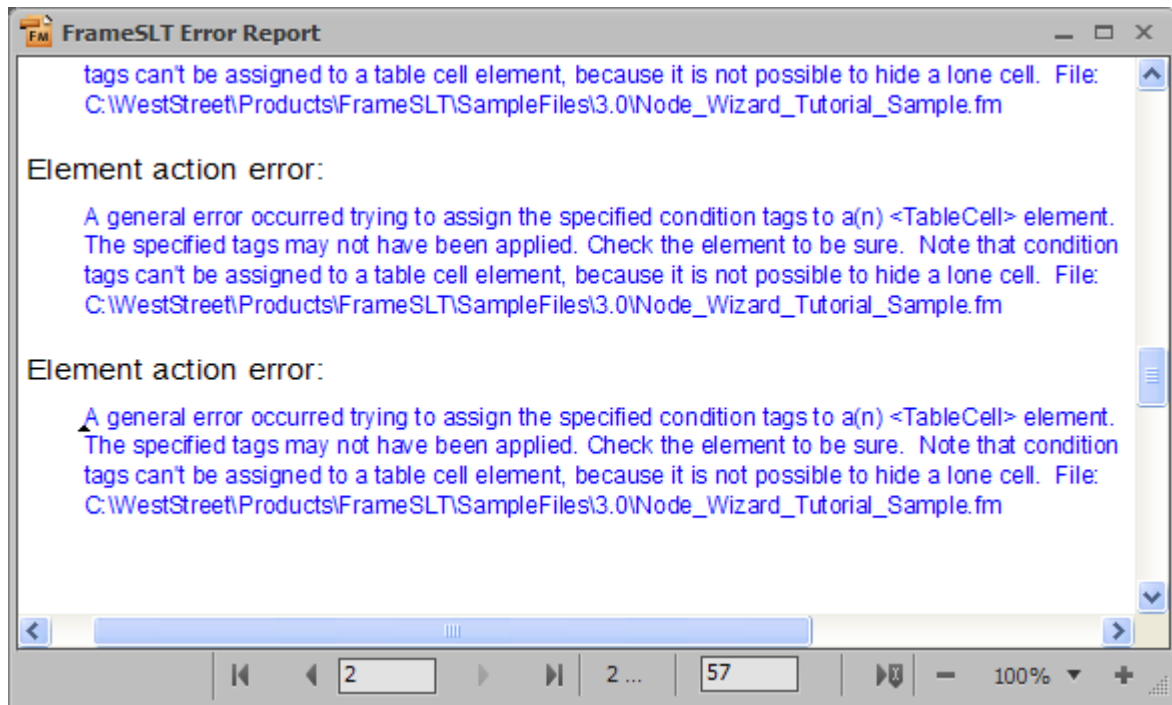 FM FrameSLT Error Report
tags can't be assigned to a table cell element, because it is not possible to hide a lone cell.  File:
C:\WestStreet\Products\FrameSLT\SampleFiles\3.0\Node_Wizard_Tutorial_Sample.fm
Element action error:
A general error occurred trying to assign the specified condition tags to a(n) <TableCell> element.
The specified tags may not have been applied. Check the element to be sure.  Note that condition
tags can't be assigned to a table cell element, because it is not possible to hide a lone cell.  File:
C:\WestStreet\Products\FrameSLT\SampleFiles\3.0\Node_Wizard_Tutorial_Sample.fm
Element action error:
A general error occurred trying to assign the specified condition tags to a(n) <TableCell> element.
The specified tags may not have been applied. Check the element to be sure.  Note that condition
tags can't be assigned to a table cell element, because it is not possible to hide a lone cell.  File:
C:\WestStreet\Products\FrameSLT\SampleFiles\3.0\Node_Wizard_Tutorial_Sample.fm
2 2 ... 57 100%